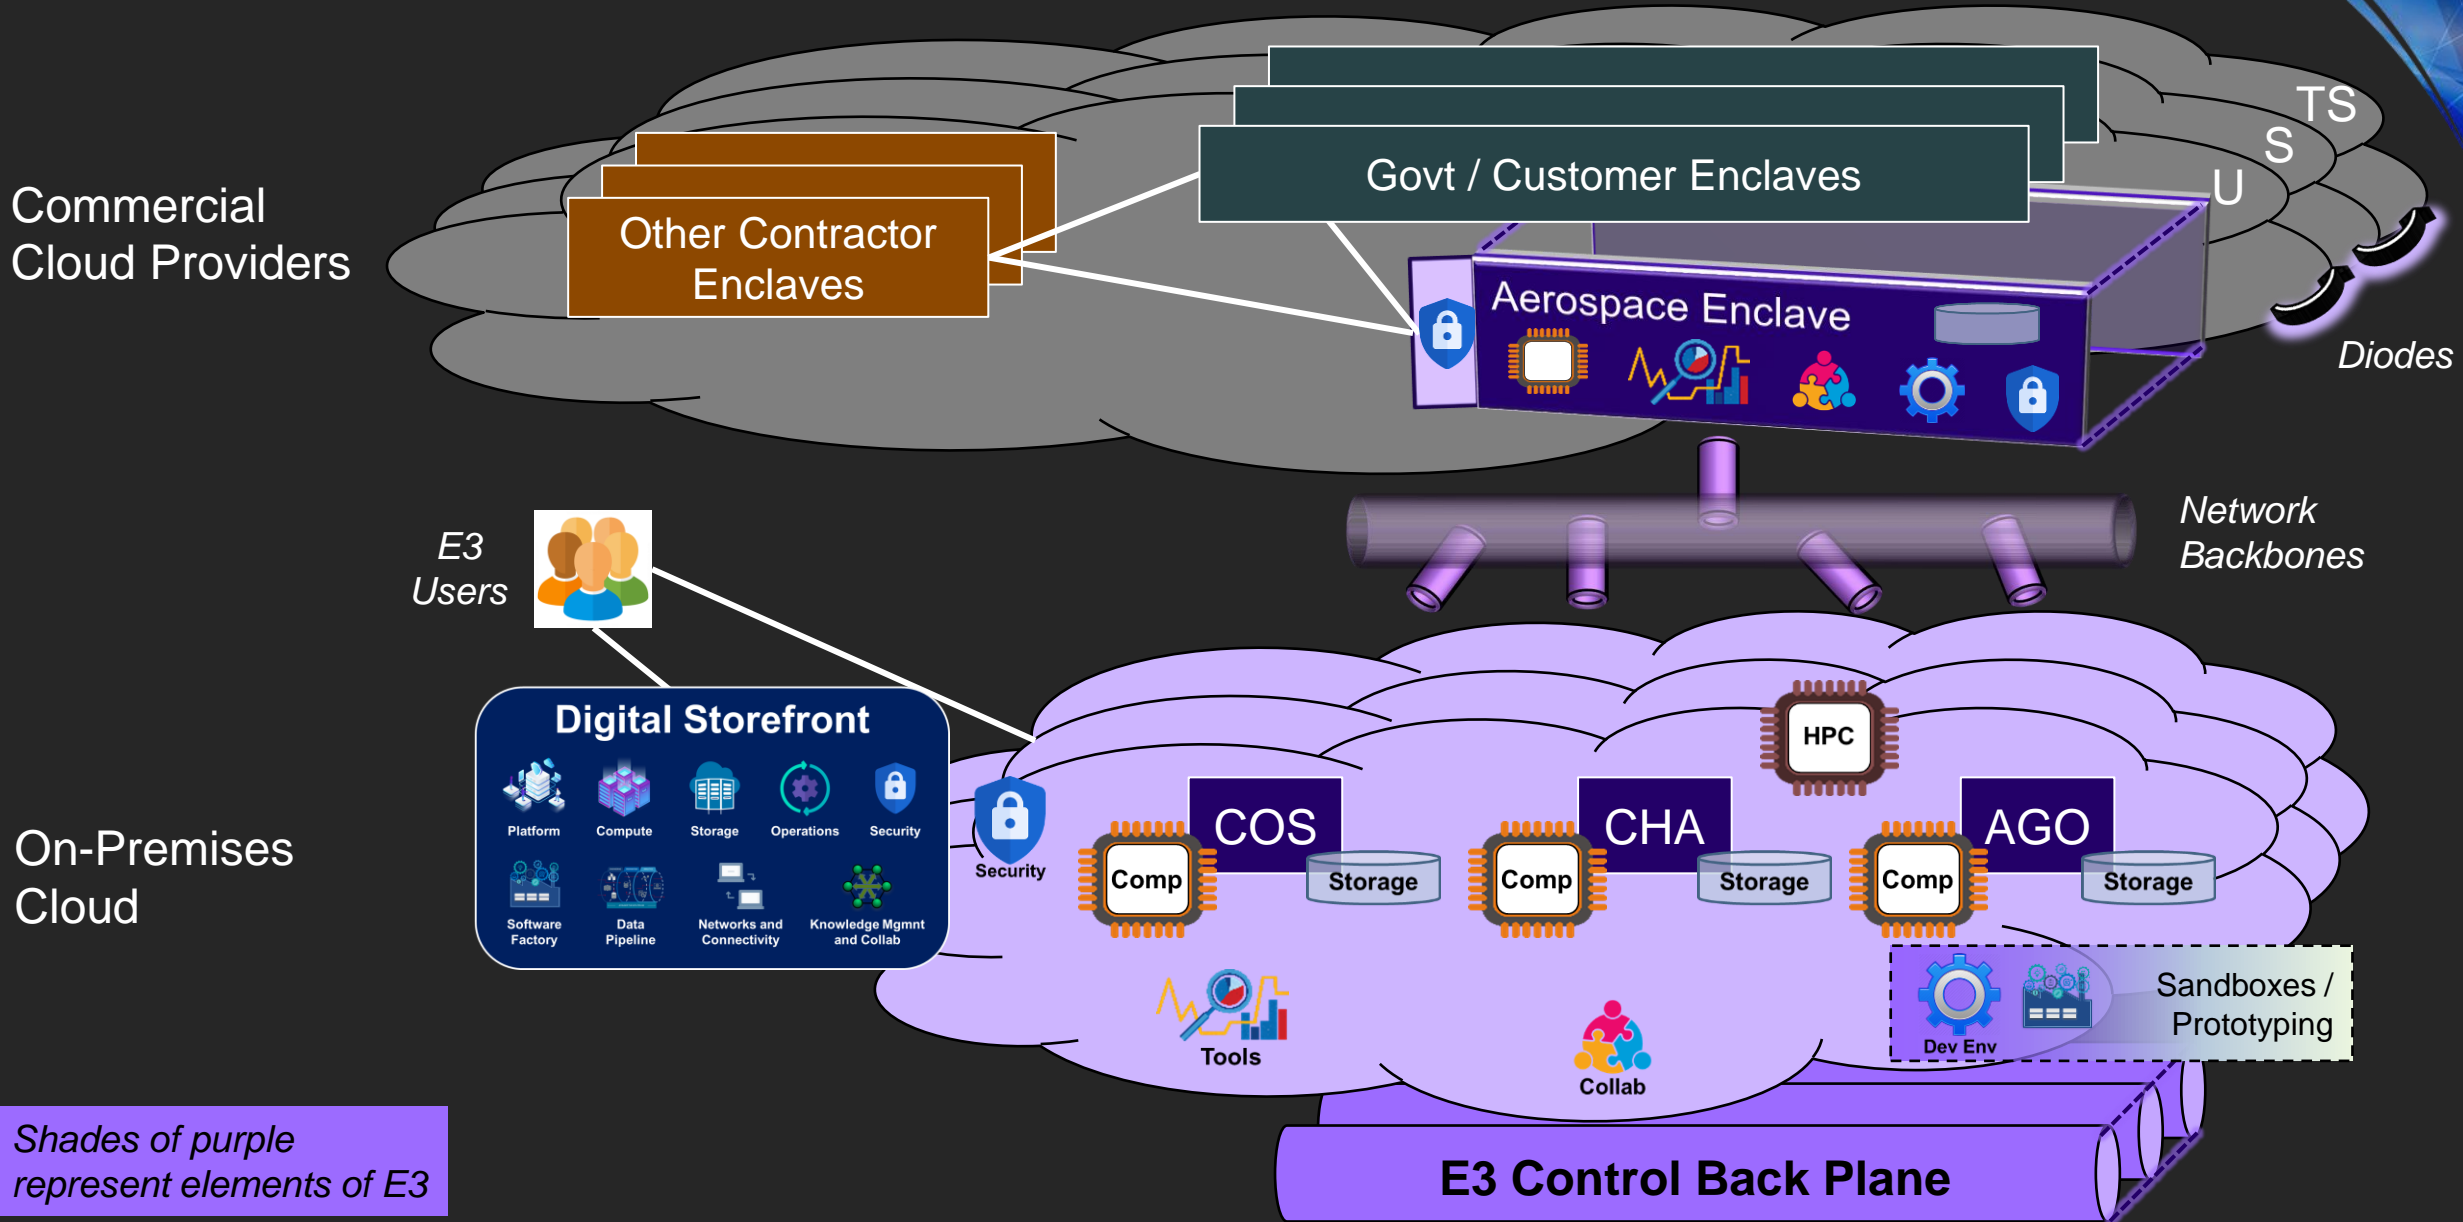 TS
S
U
Commercial
Cloud Providers
Govt / Customer Enclaves
Other Contractor
Enclaves
Aerospace Enclave
Diodes
E3
Users
Network
Backbones
Digital Storefront
Platform
Compute
Storage
Operations
Security
Software
Factory
Data
Pipeline
Networks and
Connectivity
Knowledge Mgmnt
and Collab
On-Premises
Cloud
Security
HPC
COS
Comp
Storage
CHA
Comp
Storage
AGO
Comp
Storage
Tools
Collab
Dev Env
Sandboxes /
Prototyping
Shades of purple
represent elements of E3
E3 Control Back Plane